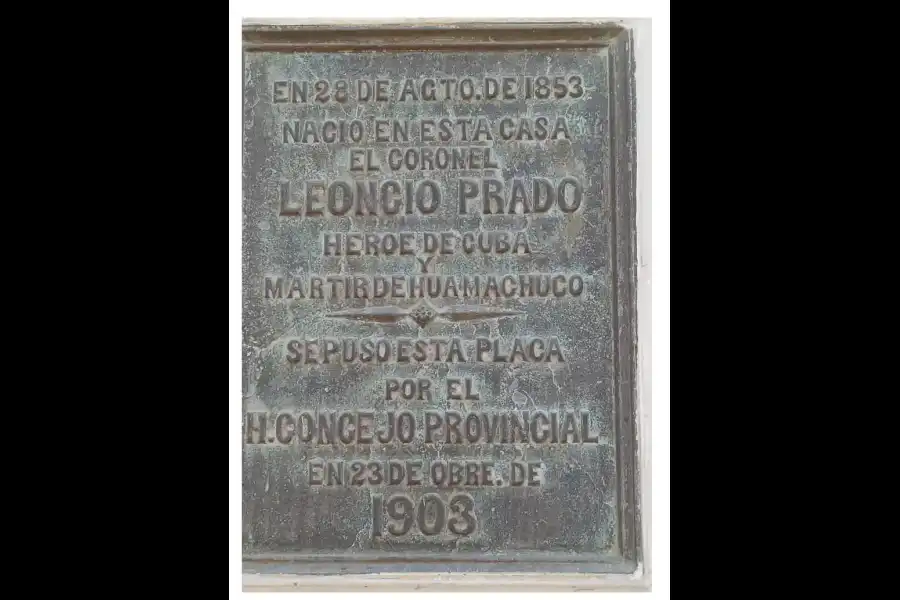 EN 28 DE AGTO. DE 1853
NACIO EN ESTA CASA
EL CORONEL
LEONCIO PRADO
HEROE DE CUBA
Y
MARTIR DE HUAMACHUCO
SE PUSO ESTA PLACA
POR EL
H. CONCEJO PROVINCIAL
EN 23 DE OBRE. DE
1903